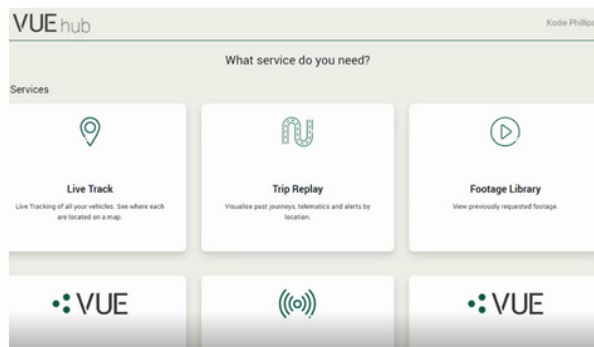 VUE hub
Kodie Phillips
What service do you need?
Services
Live Track
Live Tracking of all your vehicles. See where each
are located on a map.
Trip Replay
Visualise past journeys, telematics and alerts by
location.
Footage Library
View previously requested footage.
VUE
VUE